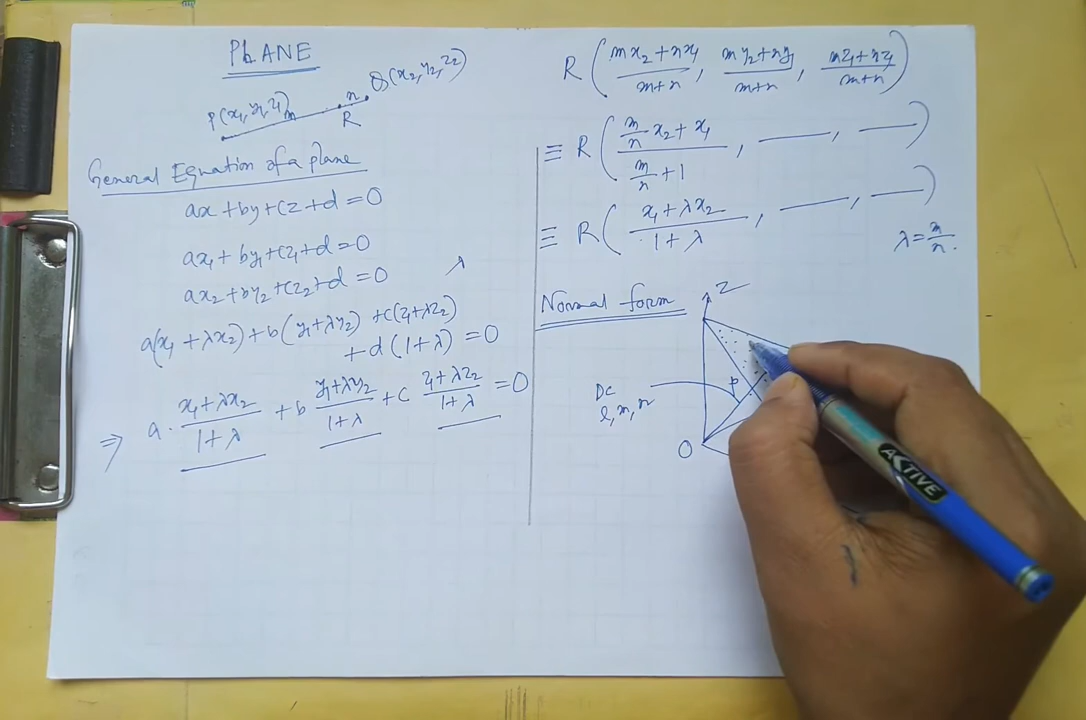 PLANE
P(x₁, y₁, z₁) m n Q(x₂, y₂, z₂)
R
General Equation of a plane
ax + by + cz + d = 0
ax₁ + by₁ + cz₁ + d = 0
ax₂ + by₂ + cz₂ + d = 0
λ
a(x₁ + λx₂) + b(y₁ + λy₂) + c(z₁ + λz₂)
+ d(1 + λ) = 0
⇒ a · (x₁ + λx₂)/(1 + λ) + b (y₁ + λy₂)/(1 + λ) + c (z₁ + λz₂)/(1 + λ) = 0
R ( (mx₂ + nx₁)/(m + n), (my₂ + ny₁)/(m + n), (mz₁ + nz₁)/(m + n) )
≡ R ( (m/n x₂ + x₁)/(m/n + 1), —, — )
≡ R ( (x₁ + λx₂)/(1 + λ), —, — )
λ = m/n.
Normal form
Z
DC
l, m, n
P
O
ACTIVE